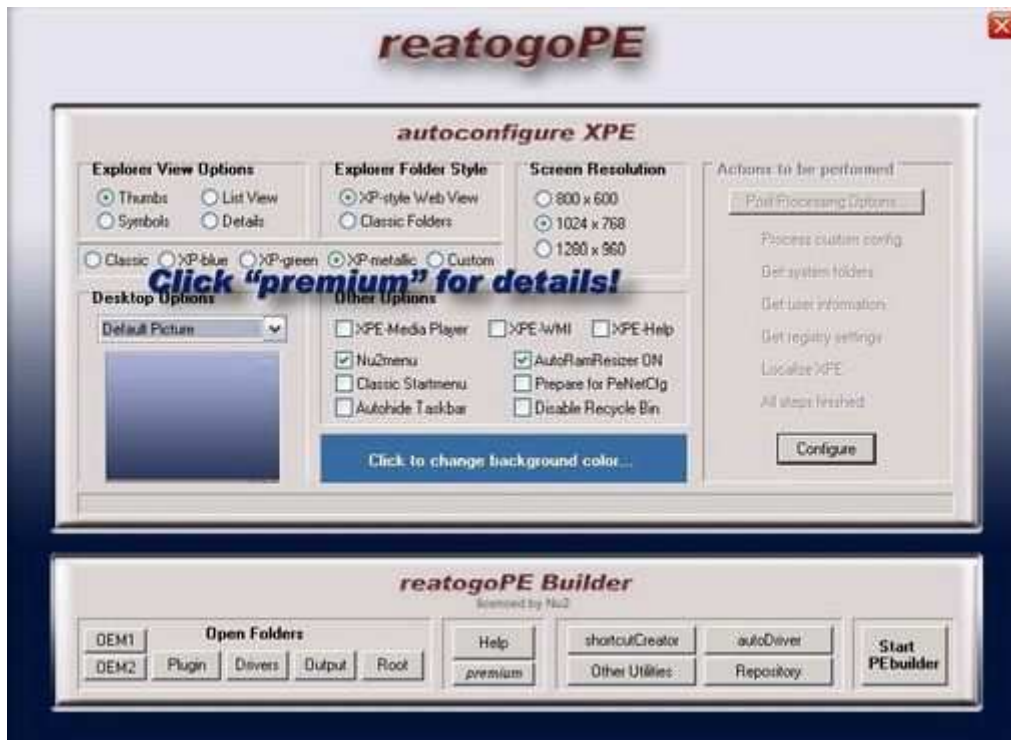 reatogoPE
autoconfigure XPE
Explorer View Options
Thumbs List View
Symbols Details
Explorer Folder Style
XP-style Web View
Classic Folders
Screen Resolution
800 x 600
1024 x 768
1280 x 960
Classic XP-blue XP-green XP-metallic Custom
Click "premium" for details!
Desktop Options
Default Picture
Other Options
XPE-Media Player XPE-WMI XPE-Help
Nu2menu AutoRamResizer ON
Classic Startmenu Prepare for PeNetCfg
Autohide Taskbar Disable Recycle Bin
Click to change background color...
Actions to be performed
Post Processing Options...
Process custom config
Get system folders
Get user information
Get registry settings
Localize XPE
All steps finished
Configure
reatogoPE Builder
licensed by Nu2
Open Folders
OEM1
OEM2 Plugin Drivers Output Root
Help
premium
shortcutCreator autoDriver
Other Utilities Repository
Start
PEbuilder